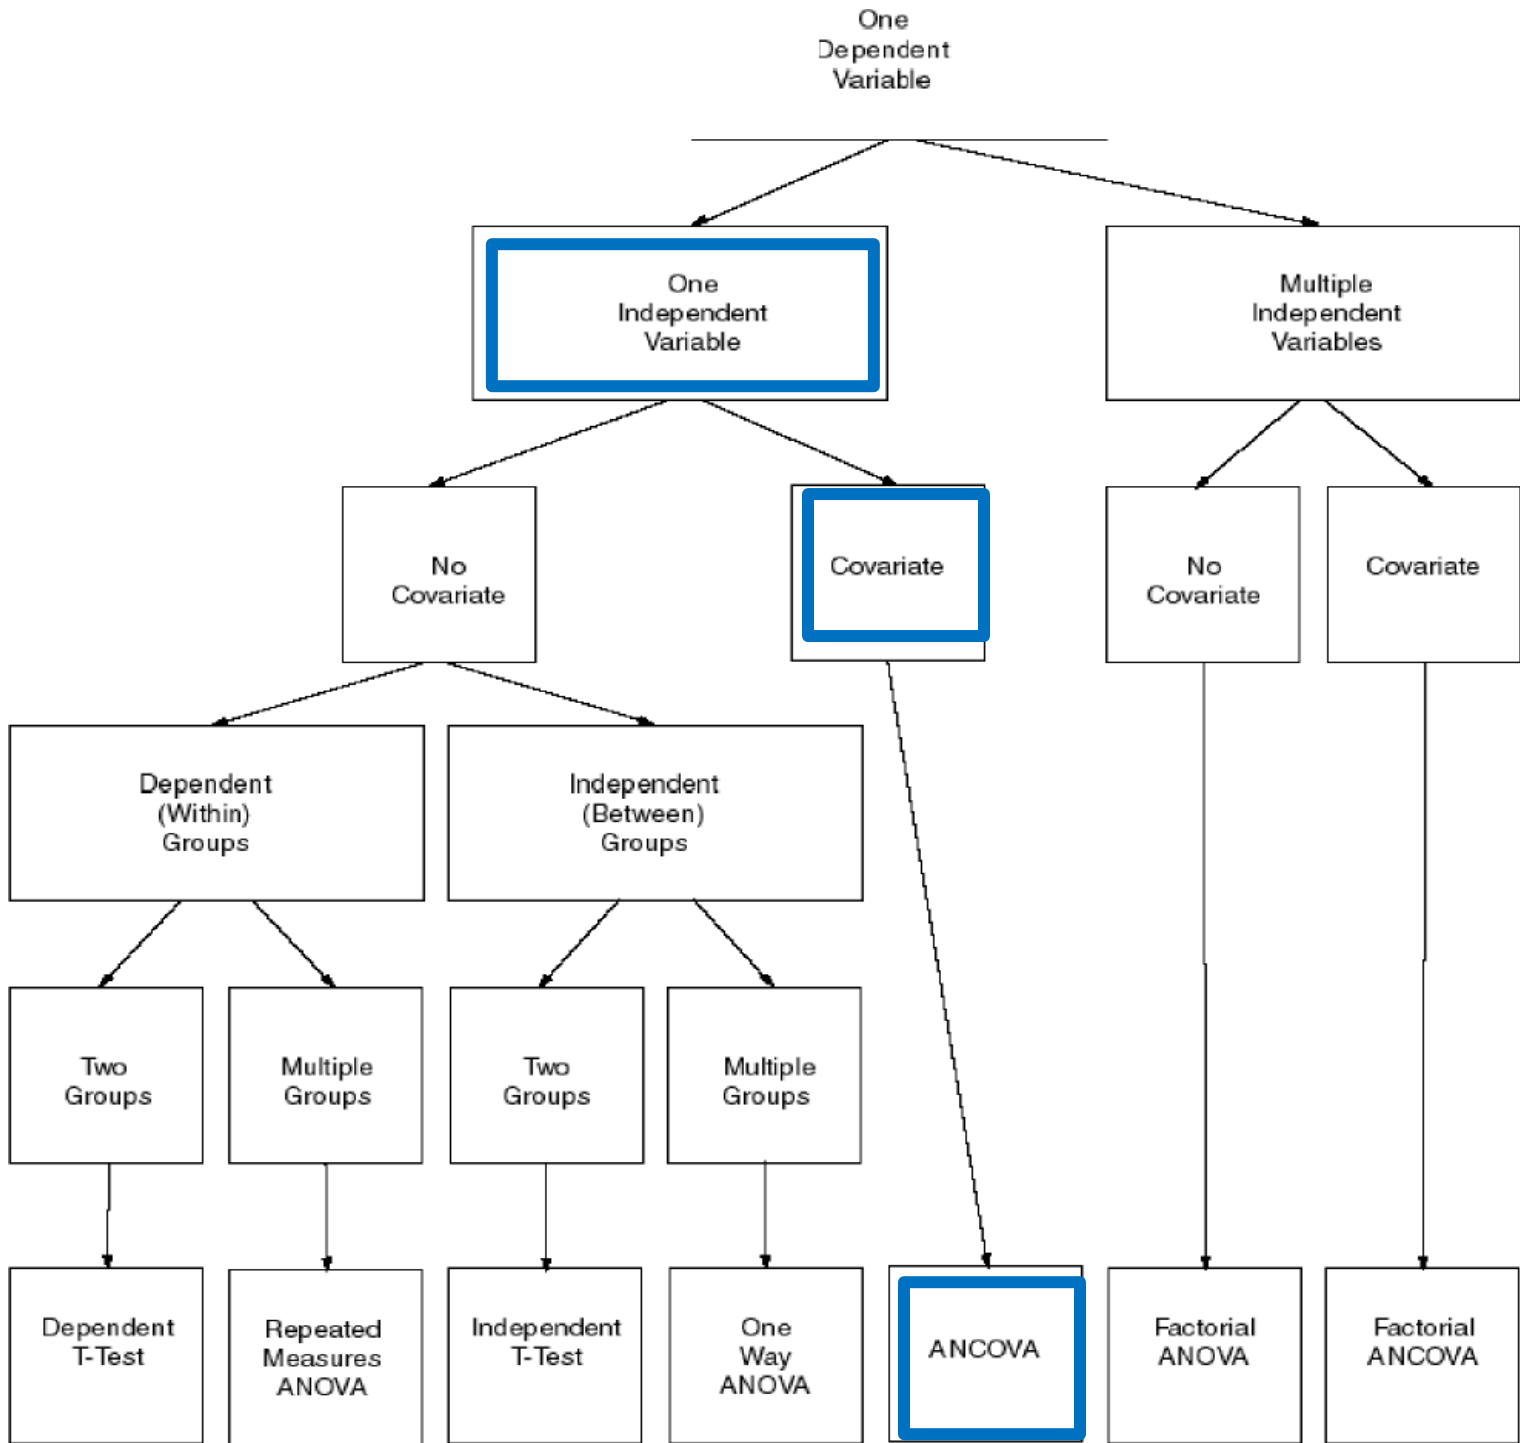 One
Dependent
Variable
One
Independent
Variable
Multiple
Independent
Variables
No
Covariate
Covariate
No
Covariate
Covariate
Dependent
(Within)
Groups
Independent
(Between)
Groups
Two
Groups
Multiple
Groups
Two
Groups
Multiple
Groups
Dependent
T-Test
Repeated
Measures
ANOVA
Independent
T-Test
One
Way
ANOVA
ANCOVA
Factorial
ANOVA
Factorial
ANCOVA